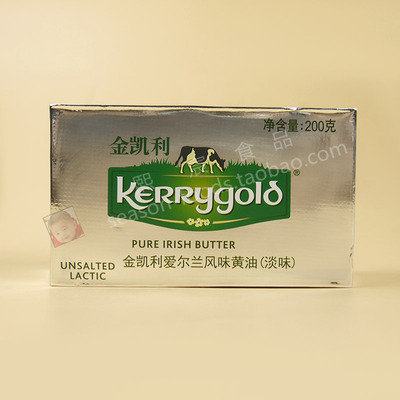 净含量:200克
金凯利
Kerrygold®
PURE IRISH BUTTER
UNSALTED
LACTIC
金凯利爱尔兰风味黄油(淡味)